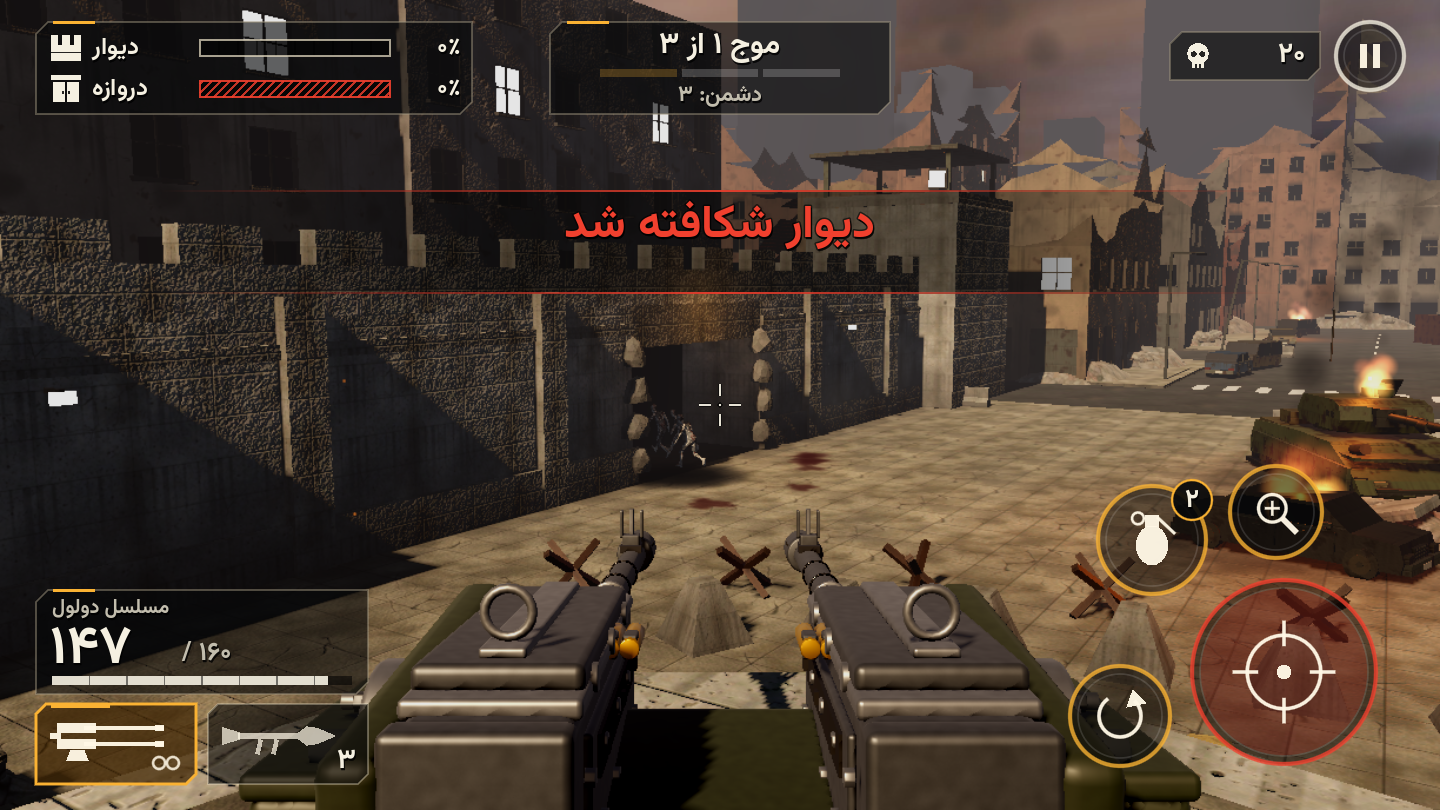 دیوار ۰٪
دروازه ۰٪
موج ۱ از ۳
دشمن: ۳
۲۰
دیوار شکافته شد
۲
مسلسل دولول
۱۴۷ / ۱۶۰
∞
۳